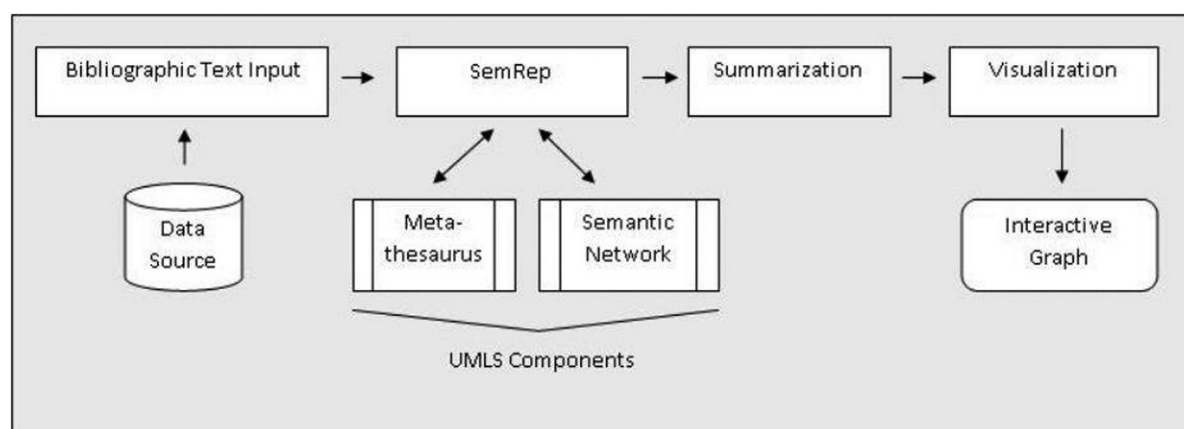 Bibliographic Text Input
SemRep
Summarization
Visualization
Data
Source
Meta-
thesaurus
Semantic
Network
Interactive
Graph
UMLS Components